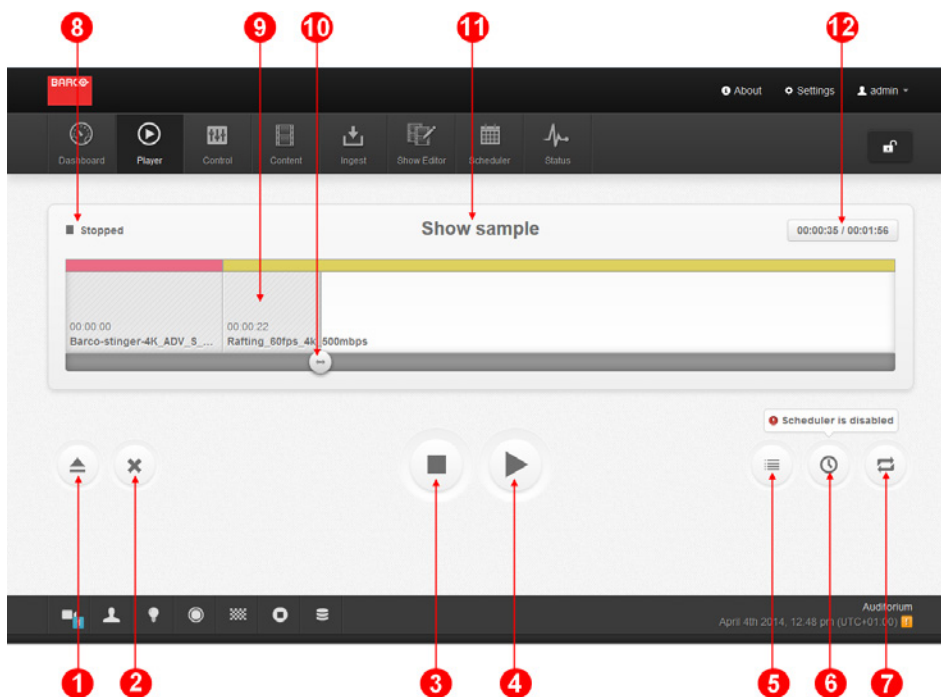 8 9 10 11 12
BARCO
About Settings admin
Dashboard Player Control Content Ingest Show Editor Scheduler Status
Stopped Show sample 00:00:35 / 00:01:56
00:00:00 00:00:22
Barco-stinger-4K_ADV_S_... Rafting_60fps_4k_500mbps
Scheduler is disabled
Auditorium
April 4th 2014, 12.48 pm (UTC+01:00)
1 2 3 4 5 6 7